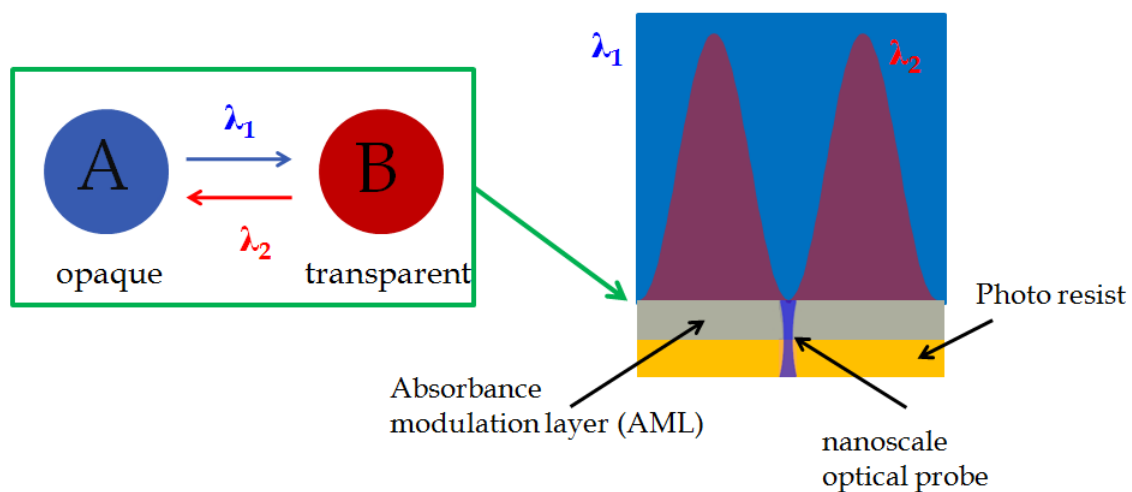 λ1
A
B
λ2
opaque
transparent
λ1
λ2
Photo resist
Absorbance
modulation layer (AML)
nanoscale
optical probe